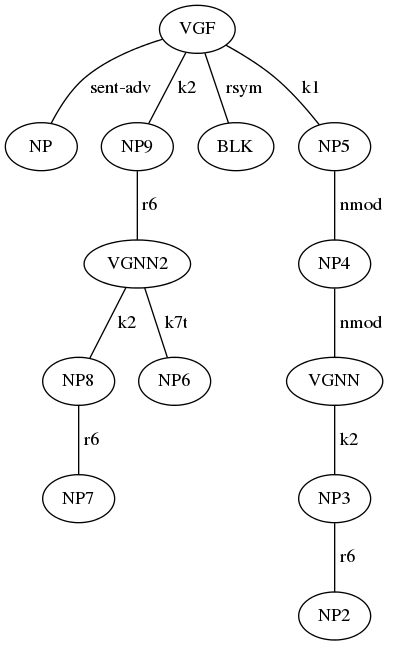 VGF
sent-adv k2 rsym k1
NP NP9 BLK NP5
r6 nmod
VGNN2 NP4
k2 k7t nmod
NP8 NP6 VGNN
r6 k2
NP7 NP3
r6
NP2